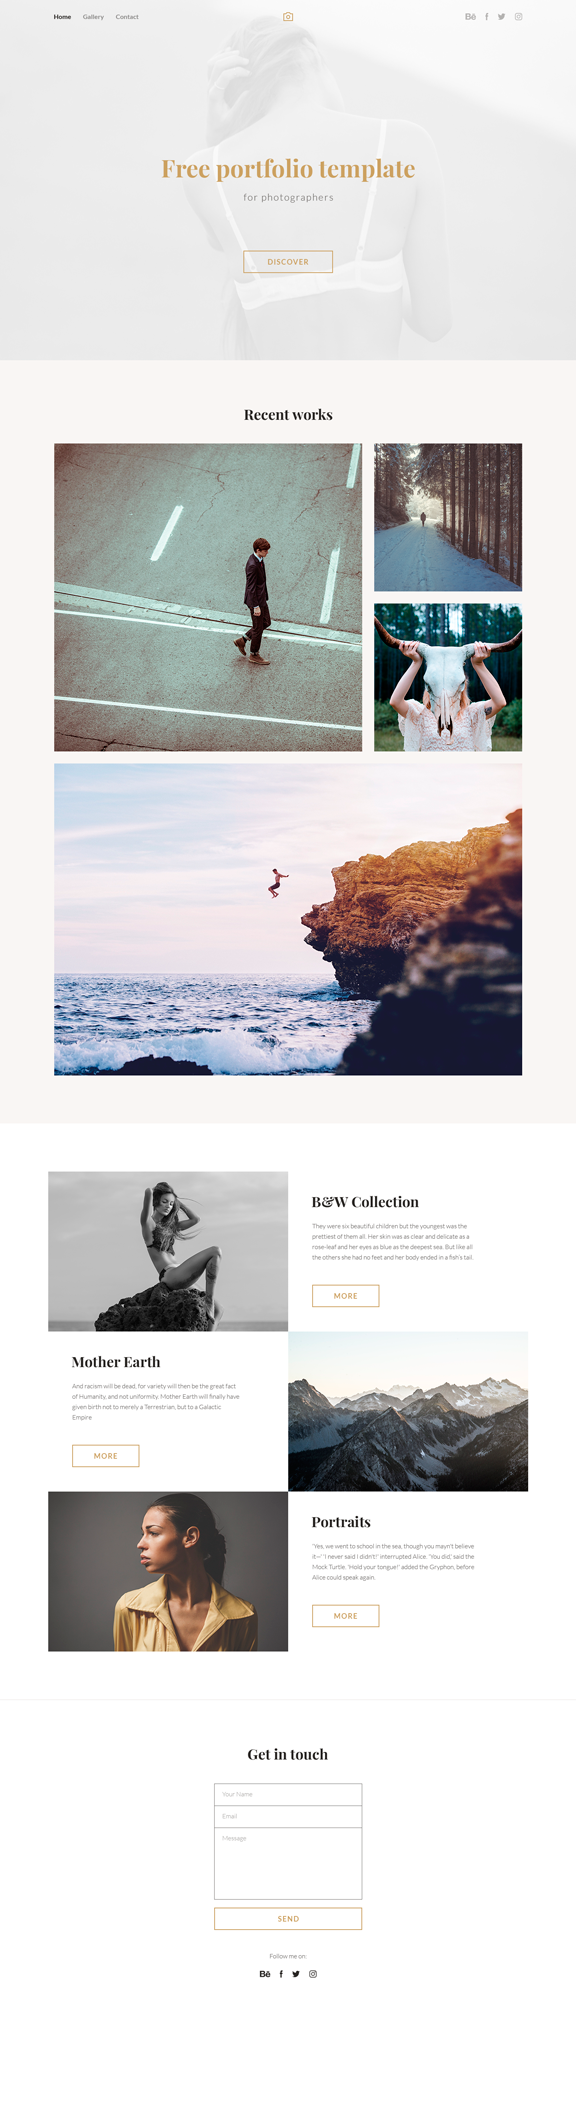 Home Gallery Contact
Free portfolio template
for photographers
DISCOVER
Recent works
B&W Collection
They were six beautiful children but the youngest was the
prettiest of them all. Her skin was as clear and delicate as a
rose-leaf and her eyes as blue as the deepest sea. But like all
the others she had no feet and her body ended in a fish's tail.
MORE
Mother Earth
And racism will be dead, for variety will then be the great fact
of Humanity, and not uniformity. Mother Earth will finally have
given birth not to merely a Terrestrian, but to a Galactic
Empire
MORE
Portraits
'Yes, we went to school in the sea, though you mayn't believe
it—' 'I never said I didn't!' interrupted Alice. 'You did,' said the
Mock Turtle. 'Hold your tongue!' added the Gryphon, before
Alice could speak again.
MORE
Get in touch
Your Name
Email
Message
SEND
Follow me on: